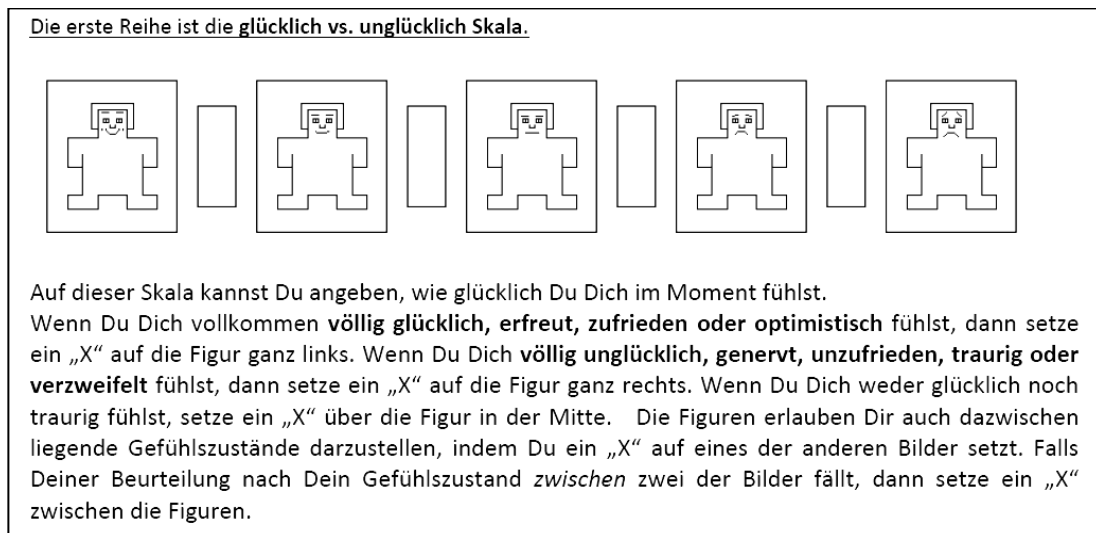 Die erste Reihe ist die glücklich vs. unglücklich Skala.
Auf dieser Skala kannst Du angeben, wie glücklich Du Dich im Moment fühlst.
Wenn Du Dich vollkommen völlig glücklich, erfreut, zufrieden oder optimistisch fühlst, dann setze
ein „X“ auf die Figur ganz links. Wenn Du Dich völlig unglücklich, genervt, unzufrieden, traurig oder
verzweifelt fühlst, dann setze ein „X“ auf die Figur ganz rechts. Wenn Du Dich weder glücklich noch
traurig fühlst, setze ein „X“ über die Figur in der Mitte. Die Figuren erlauben Dir auch dazwischen
liegende Gefühlszustände darzustellen, indem Du ein „X“ auf eines der anderen Bilder setzt. Falls
Deiner Beurteilung nach Dein Gefühlszustand zwischen zwei der Bilder fällt, dann setze ein „X“
zwischen die Figuren.